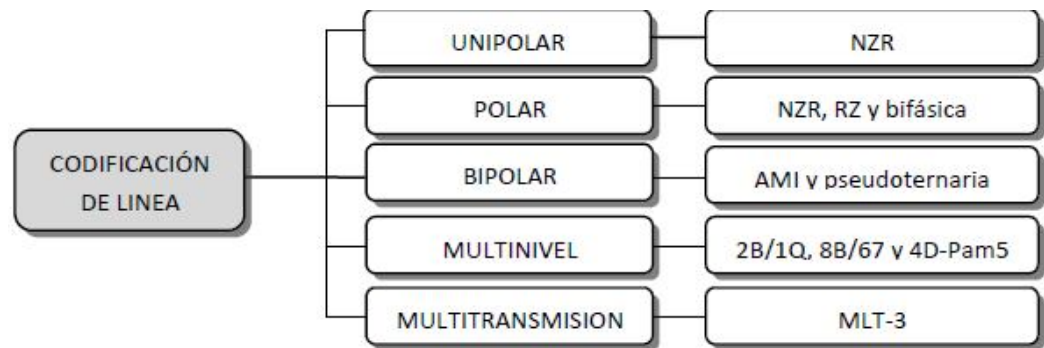 CODIFICACIÓN
DE LINEA
UNIPOLAR
NZR
POLAR
NZR, RZ y bifásica
BIPOLAR
AMI y pseudoternaria
MULTINIVEL
2B/1Q, 8B/67 y 4D-Pam5
MULTITRANSMISION
MLT-3